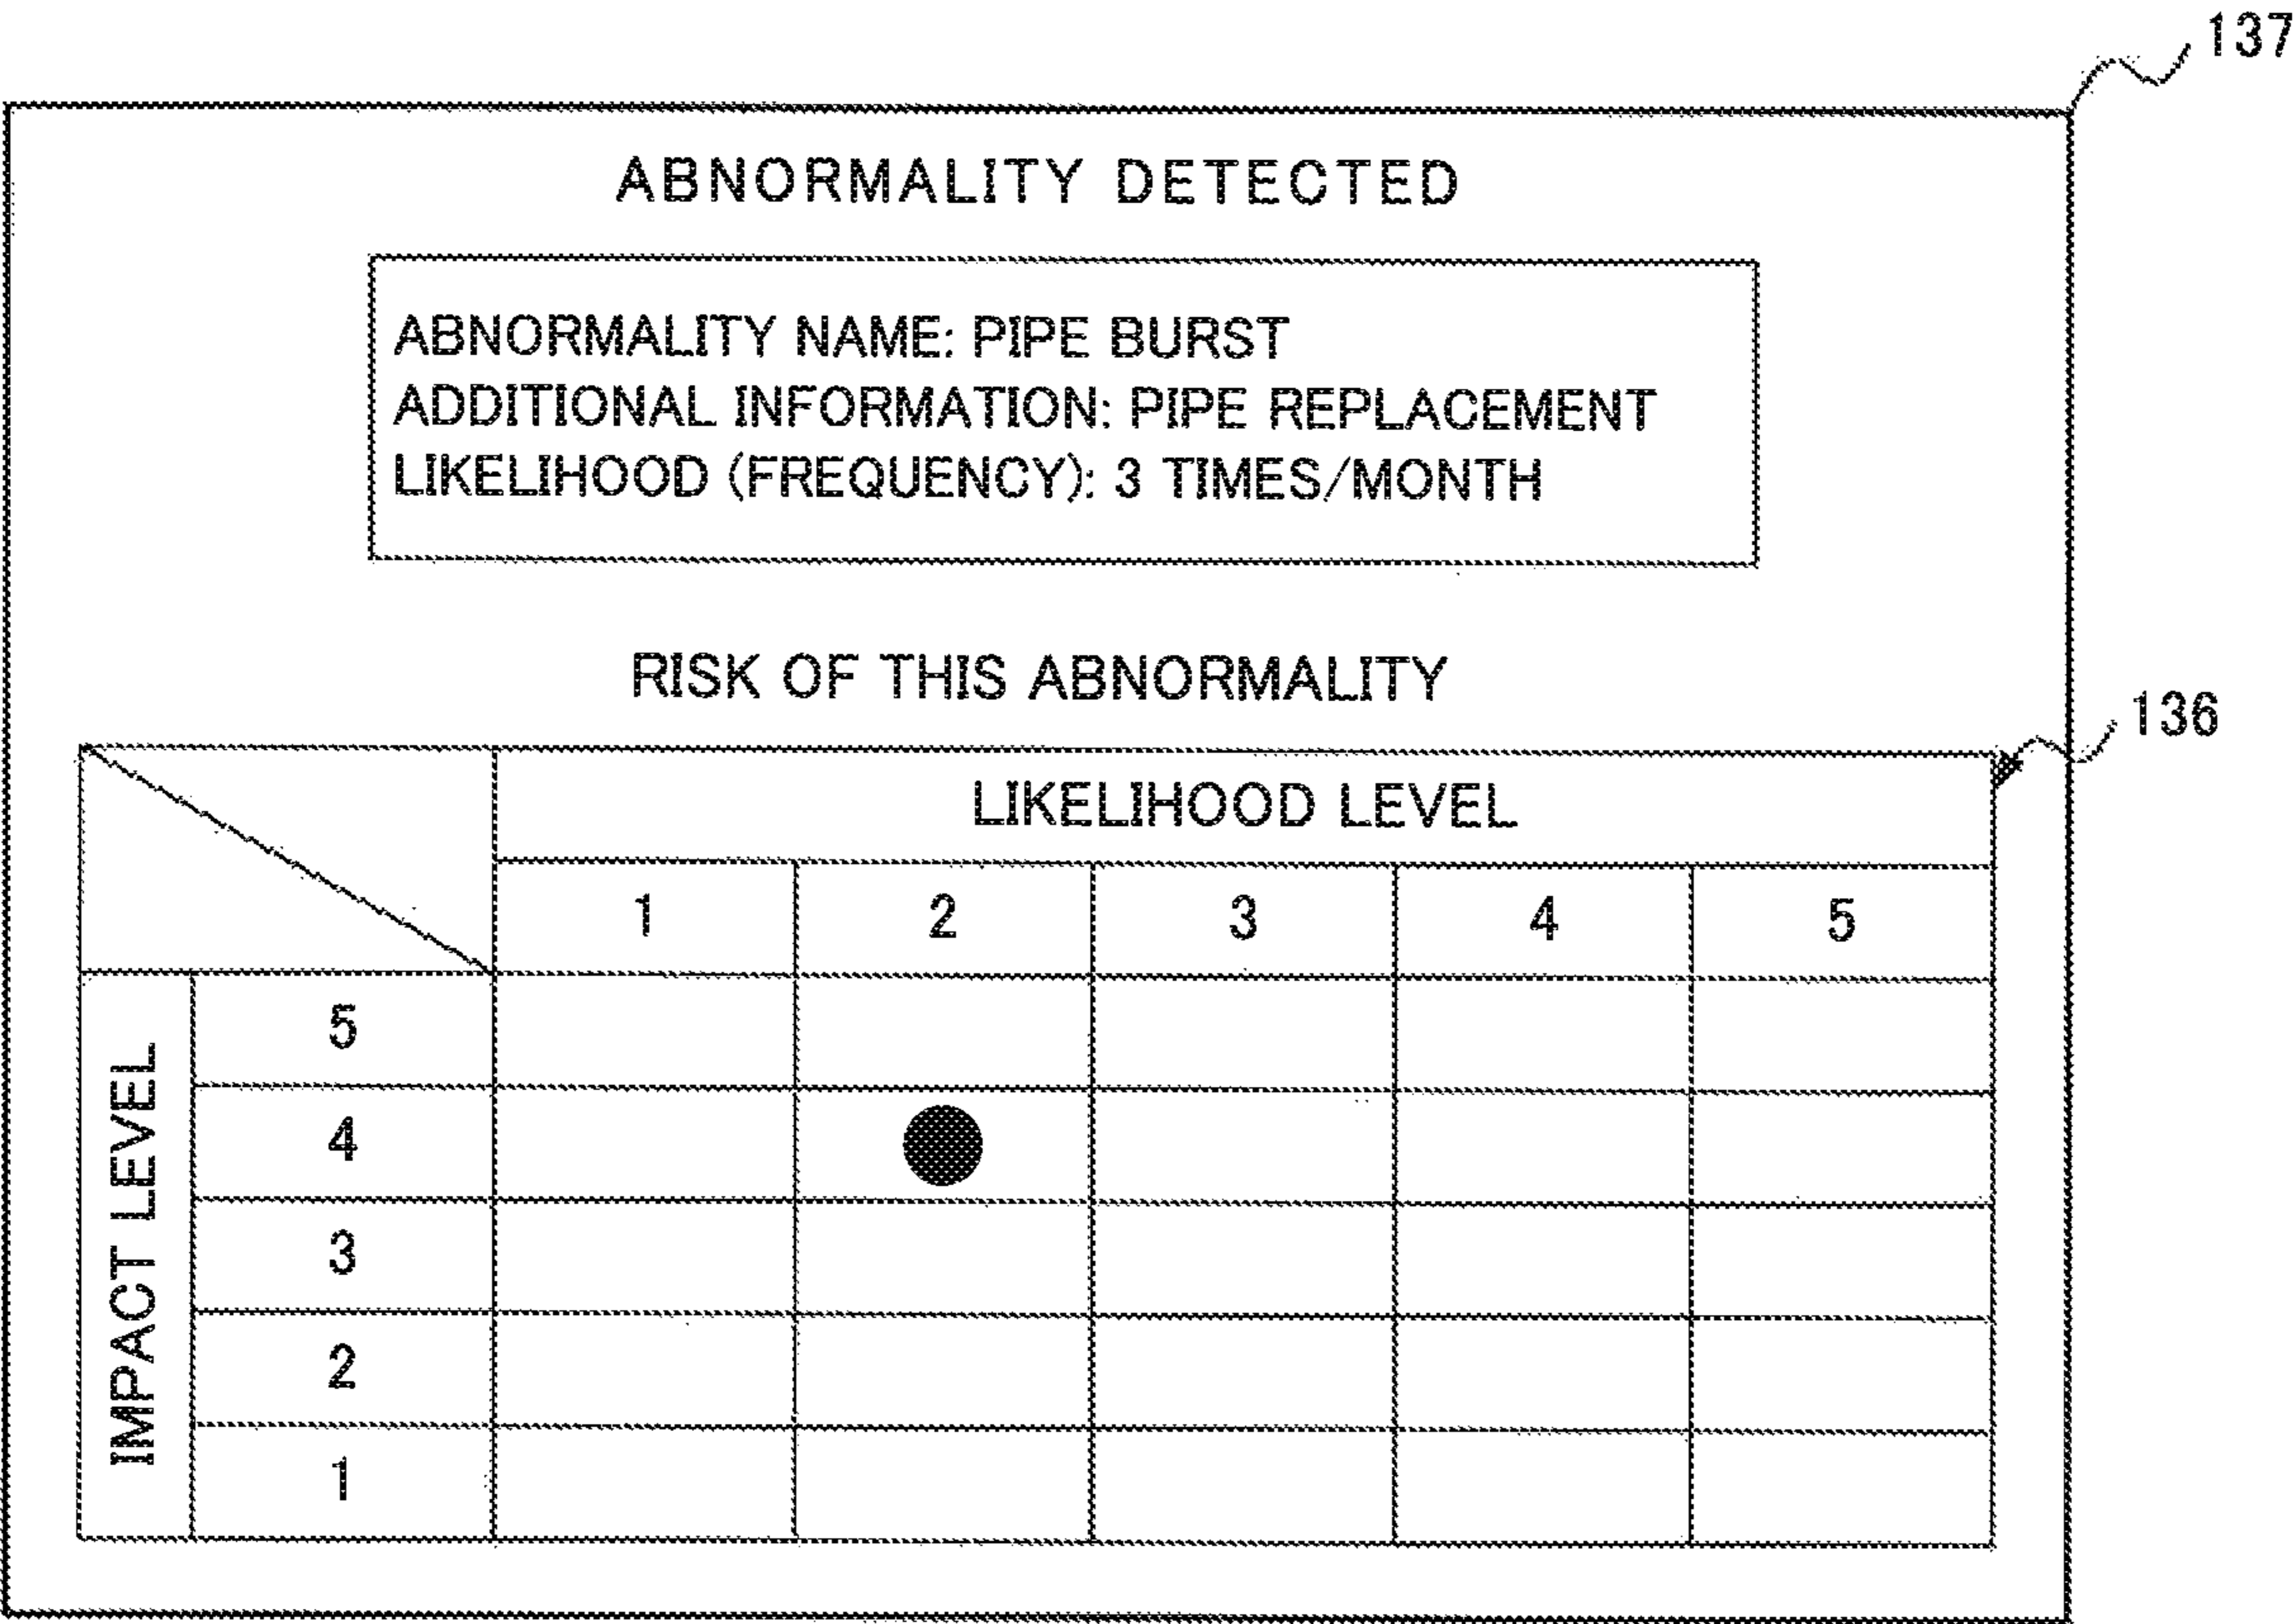 137
ABNORMALITY DETECTED
ABNORMALITY NAME: PIPE BURST
ADDITIONAL INFORMATION: PIPE REPLACEMENT
LIKELIHOOD (FREQUENCY): 3 TIMES/MONTH
RISK OF THIS ABNORMALITY
136
LIKELIHOOD LEVEL
1 2 3 4 5
IMPACT LEVEL
5
4
3
2
1